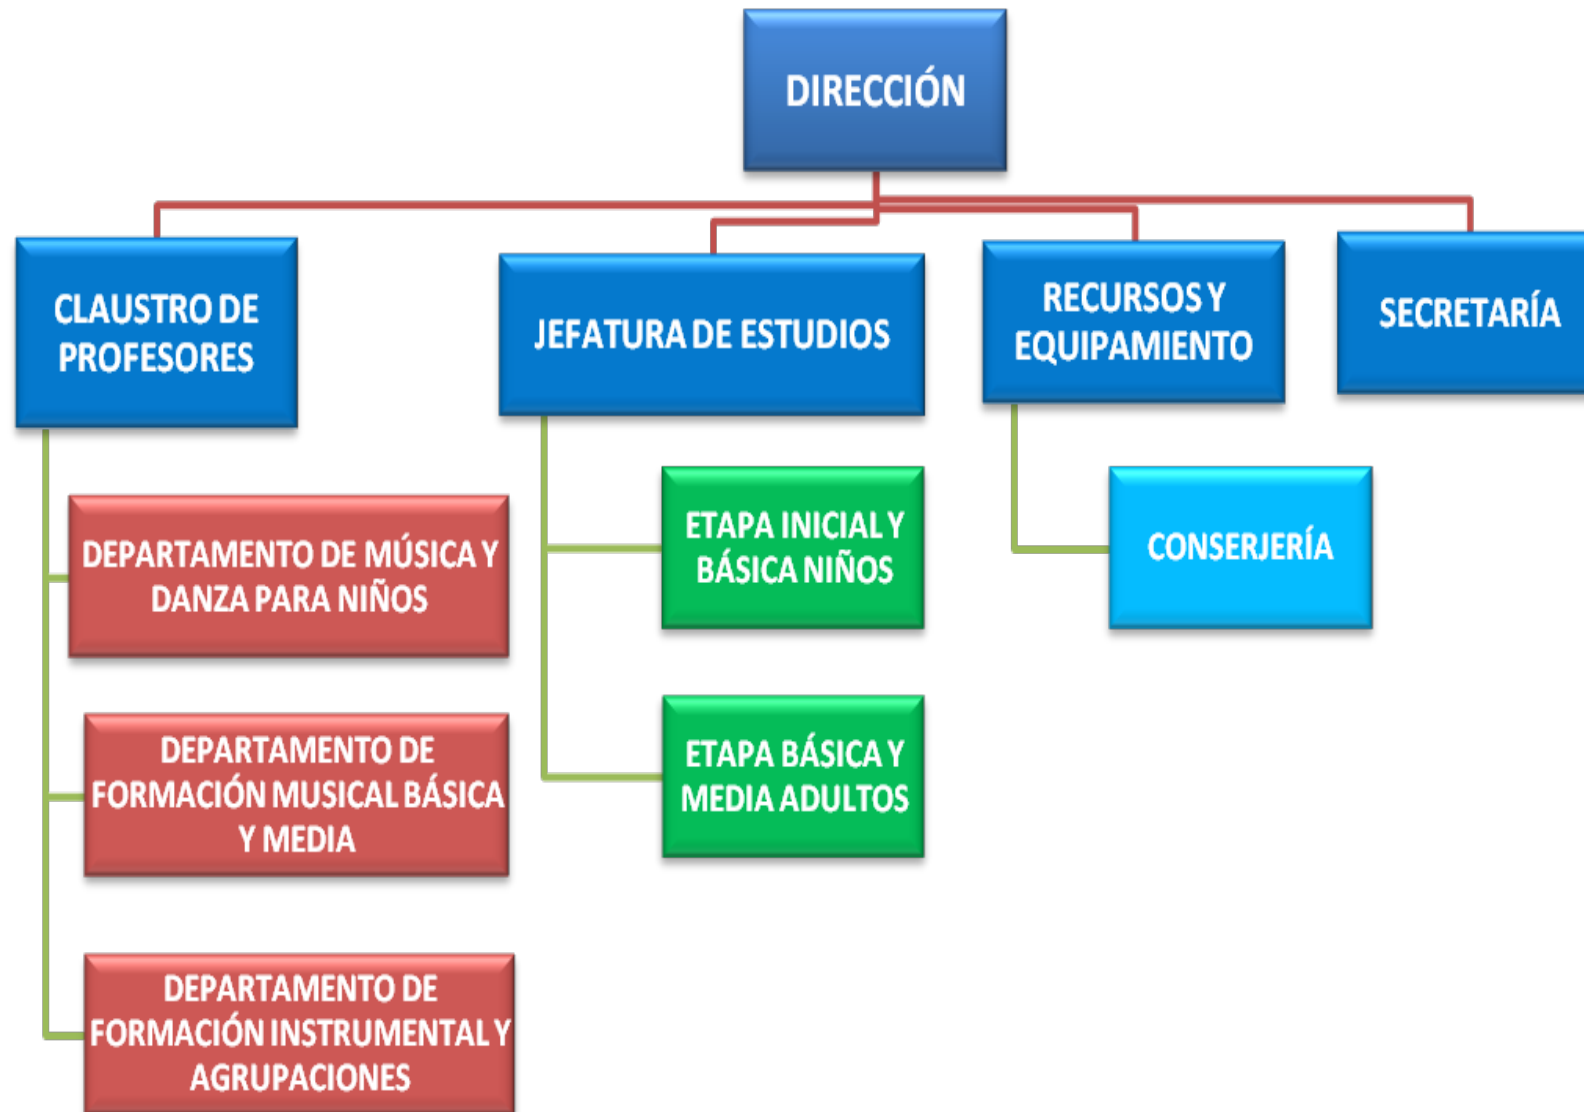 DIRECCIÓN
CLAUSTRO DE
PROFESORES
JEFATURA DE ESTUDIOS
RECURSOS Y
EQUIPAMIENTO
SECRETARÍA
DEPARTAMENTO DE MÚSICA Y
DANZA PARA NIÑOS
DEPARTAMENTO DE
FORMACIÓN MUSICAL BÁSICA
Y MEDIA
DEPARTAMENTO DE
FORMACIÓN INSTRUMENTAL Y
AGRUPACIONES
ETAPA INICIAL Y
BÁSICA NIÑOS
ETAPA BÁSICA Y
MEDIA ADULTOS
CONSERJERÍA